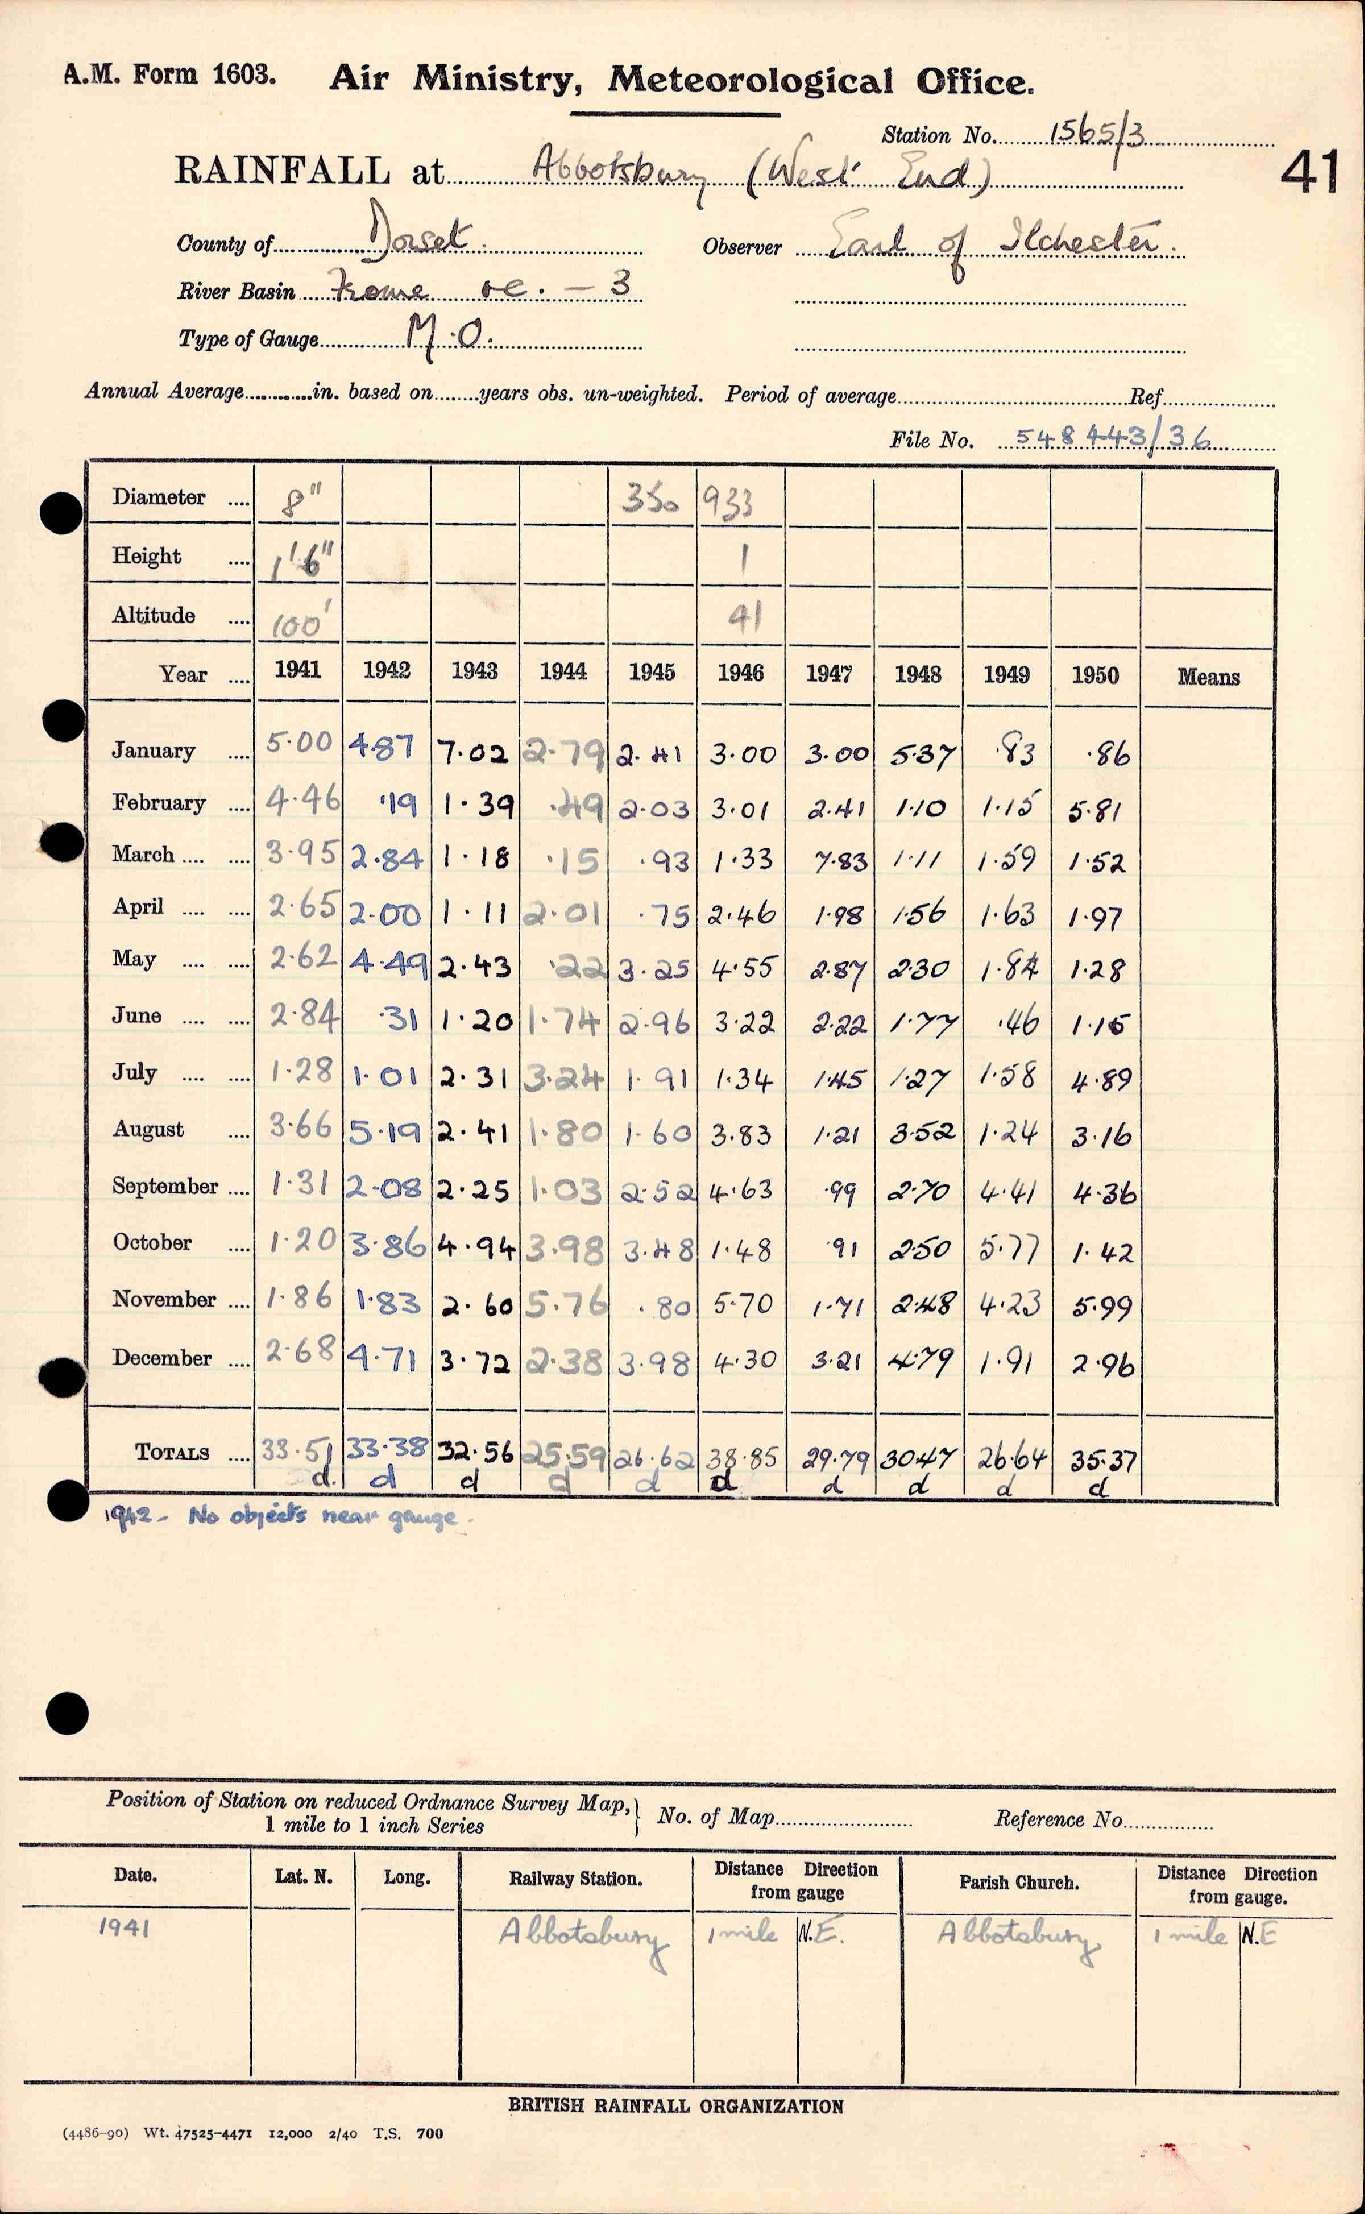 A.M. Form 1603. Air Ministry, Meteorological Office.
Station No. 1565/3
RAINFALL at Abbotsbury (West End) 41
County of Dorset. Observer Earl of Ilchester.
River Basin Frome &c. – 3
Type of Gauge M.O.
Annual Average in. based on years obs. un-weighted. Period of average Ref.
File No. 548443/36
Diameter 8" 350 933
Height 1'6" 1
Altitude 100' 41
Year 1941 1942 1943 1944 1945 1946 1947 1948 1949 1950 Means
January 5.00 4.87 7.02 2.79 2.41 3.00 3.00 5.37 .83 .86
February 4.46 .19 1.39 .49 2.03 3.01 2.41 1.10 1.15 5.81
March 3.95 2.84 1.18 .15 .93 1.33 7.83 1.11 1.59 1.52
April 2.65 2.00 1.11 2.01 .75 2.46 1.98 1.56 1.63 1.97
May 2.62 4.49 2.43 .22 3.25 4.55 2.87 2.30 1.84 1.28
June 2.84 .31 1.20 1.74 2.96 3.22 2.22 1.77 .46 1.15
July 1.28 1.01 2.31 3.24 1.91 1.34 1.45 1.27 1.58 4.89
August 3.66 5.19 2.41 1.80 1.60 3.83 1.21 3.52 1.24 3.16
September 1.31 2.08 2.25 1.03 2.52 4.63 .99 2.70 4.41 4.36
October 1.20 3.86 4.94 3.98 3.48 1.48 .91 2.50 5.77 1.42
November 1.86 1.83 2.60 5.76 .80 5.70 1.71 2.48 4.23 5.99
December 2.68 4.71 3.72 2.38 3.98 4.30 3.21 4.79 1.91 2.96
TOTALS 33.51 33.38 32.56 25.59 26.62 38.85 29.79 30.47 26.64 35.37
d. d d d d d d d d d
1942 - No objects near gauge.
Position of Station on reduced Ordnance Survey Map, No. of Map Reference No.
1 mile to 1 inch Series
Date. Lat. N. Long. Railway Station. Distance Direction from gauge Parish Church. Distance Direction from gauge.
1941 Abbotsbury 1 mile N.E. Abbotsbury 1 mile N.E
BRITISH RAINFALL ORGANIZATION
(4486-90) Wt. 47525-4471 12,000 2/40 T.S. 700